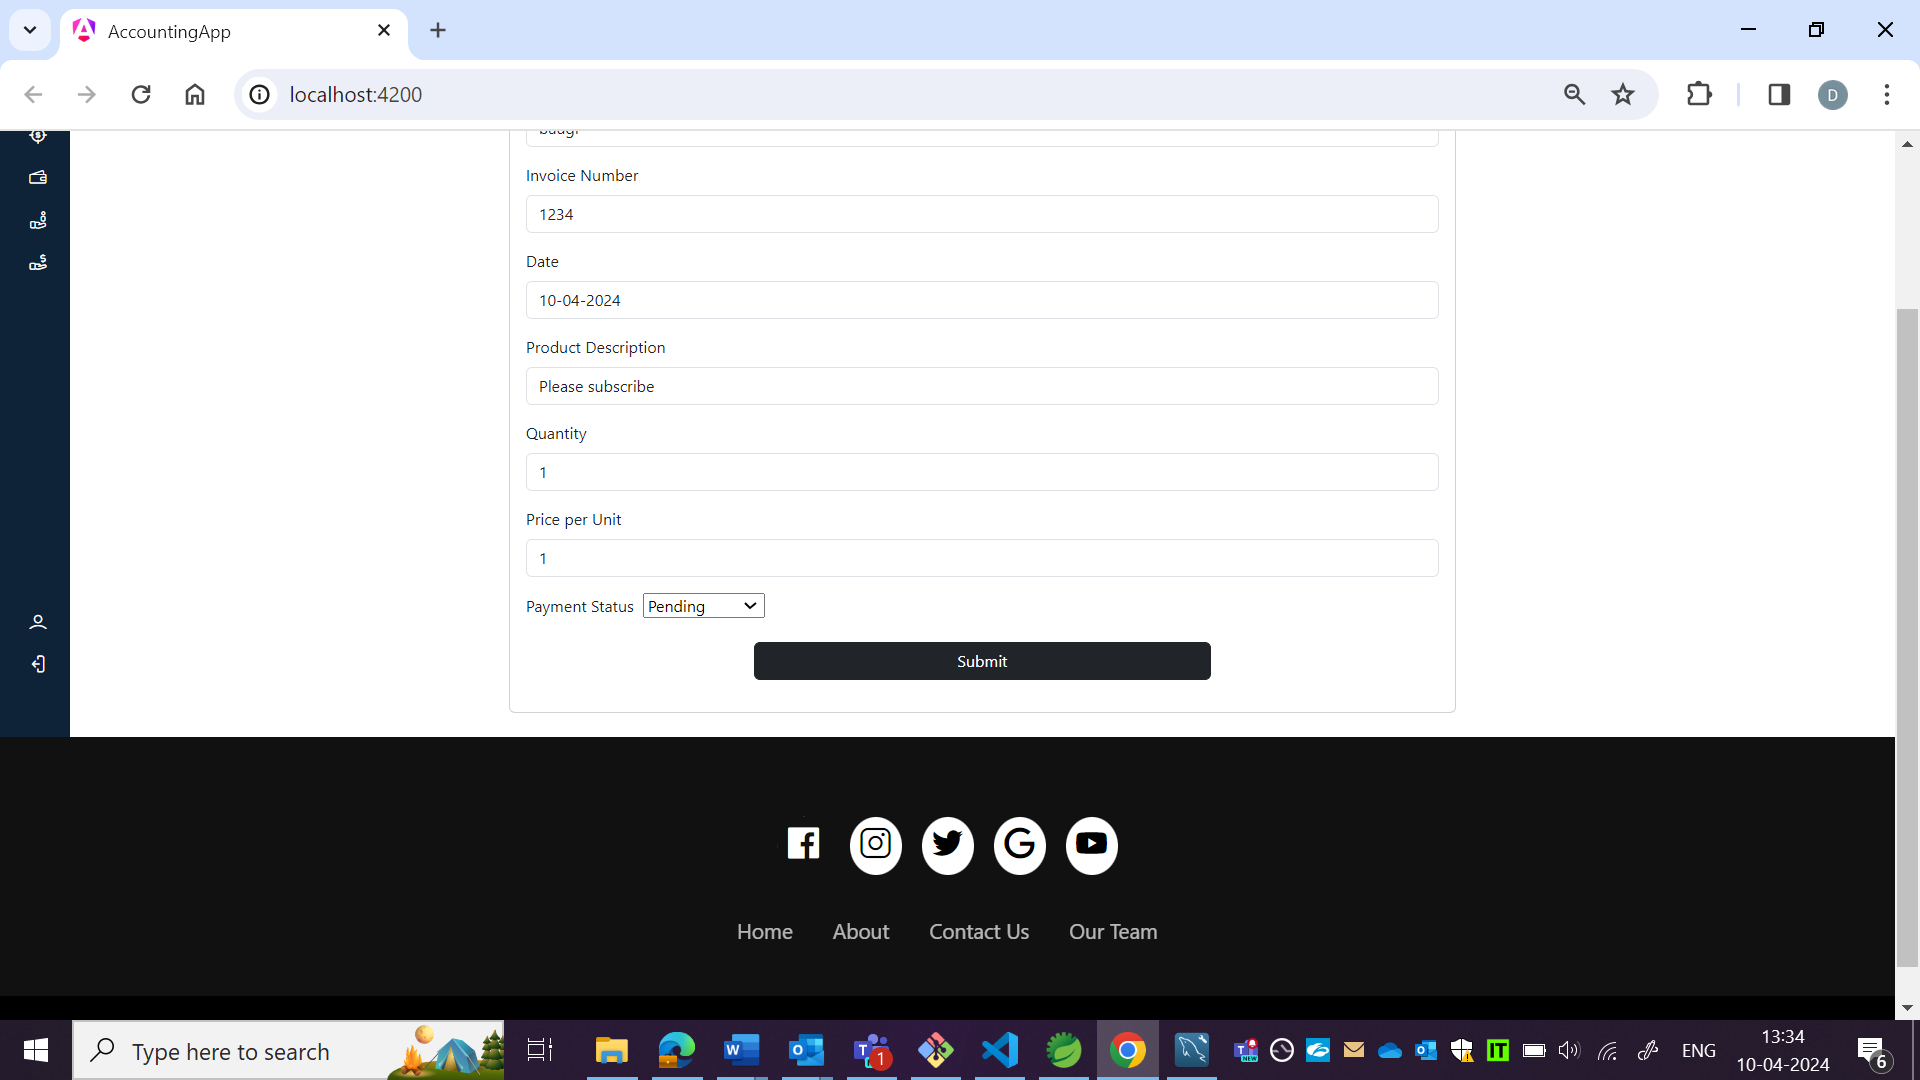 AccountingApp
localhost:4200
D
Invoice Number
1234
Date
10-04-2024
Product Description
Please subscribe
Quantity
1
Price per Unit
1
Payment Status Pending
Submit
Home About Contact Us Our Team
Type here to search
1
ENG
13:34
10-04-2024
6